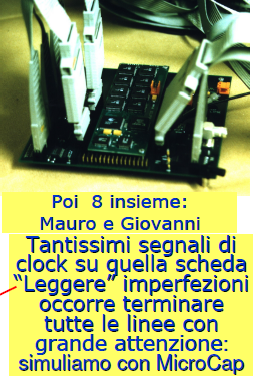 Poi 8 insieme:
Mauro e Giovanni
Tantissimi segnali di
clock su quella scheda
“Leggere” imperfezioni
occorre terminare
tutte le linee con
grande attenzione:
simuliamo con MicroCap